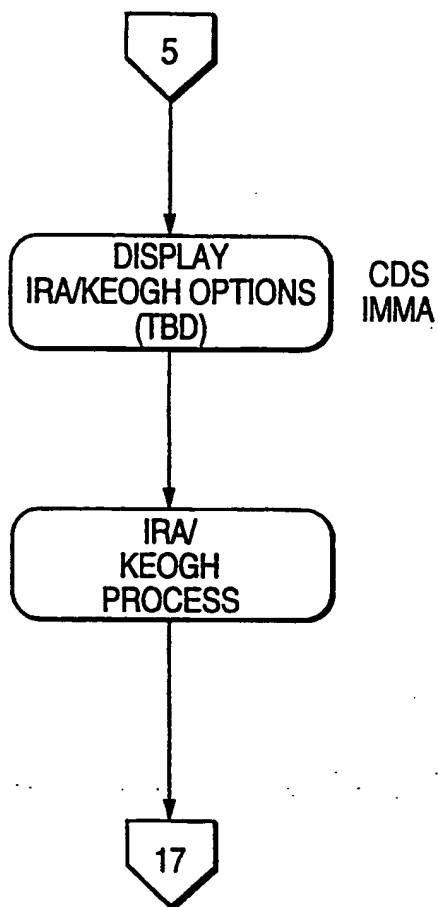 5
DISPLAY
IRA/KEOGH OPTIONS
(TBD)
CDS
IMMA
IRA/
KEOGH
PROCESS
17